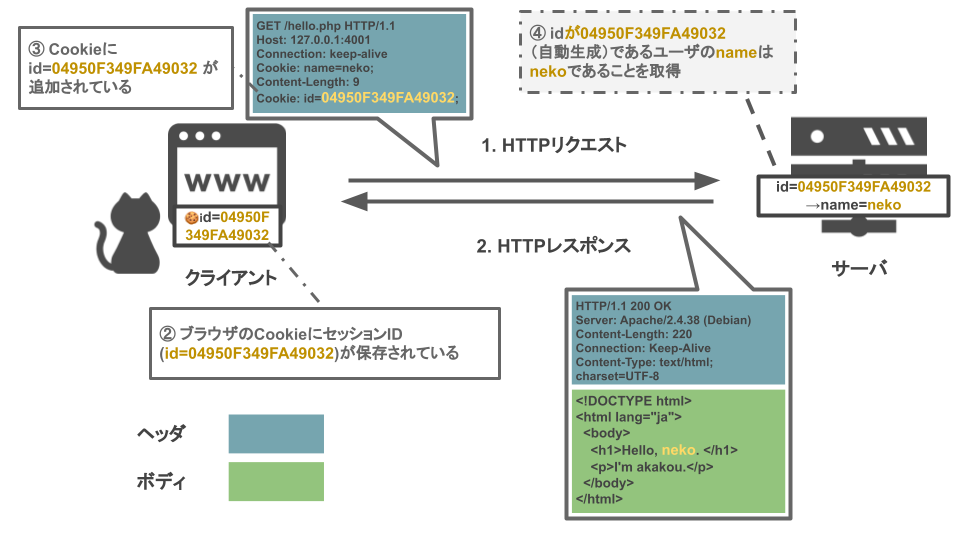 ③ Cookieに
id=04950F349FA49032 が
追加されている
GET /hello.php HTTP/1.1
Host: 127.0.0.1:4001
Connection: keep-alive
Cookie: name=neko;
Content-Length: 9
Cookie: id=04950F349FA49032;
④ idが04950F349FA49032
（自動生成）であるユーザのnameは
nekoであることを取得
1. HTTPリクエスト
www
🍪id=04950F
349FA49032
クライアント
id=04950F349FA49032
→name=neko
サーバ
2. HTTPレスポンス
② ブラウザのCookieにセッションID
(id=04950F349FA49032)が保存されている
HTTP/1.1 200 OK
Server: Apache/2.4.38 (Debian)
Content-Length: 220
Connection: Keep-Alive
Content-Type: text/html;
charset=UTF-8
<!DOCTYPE html>
<html lang="ja">
<body>
<h1>Hello, neko. </h1>
<p>I'm akakou.</p>
</body>
</html>
ヘッダ
ボディ